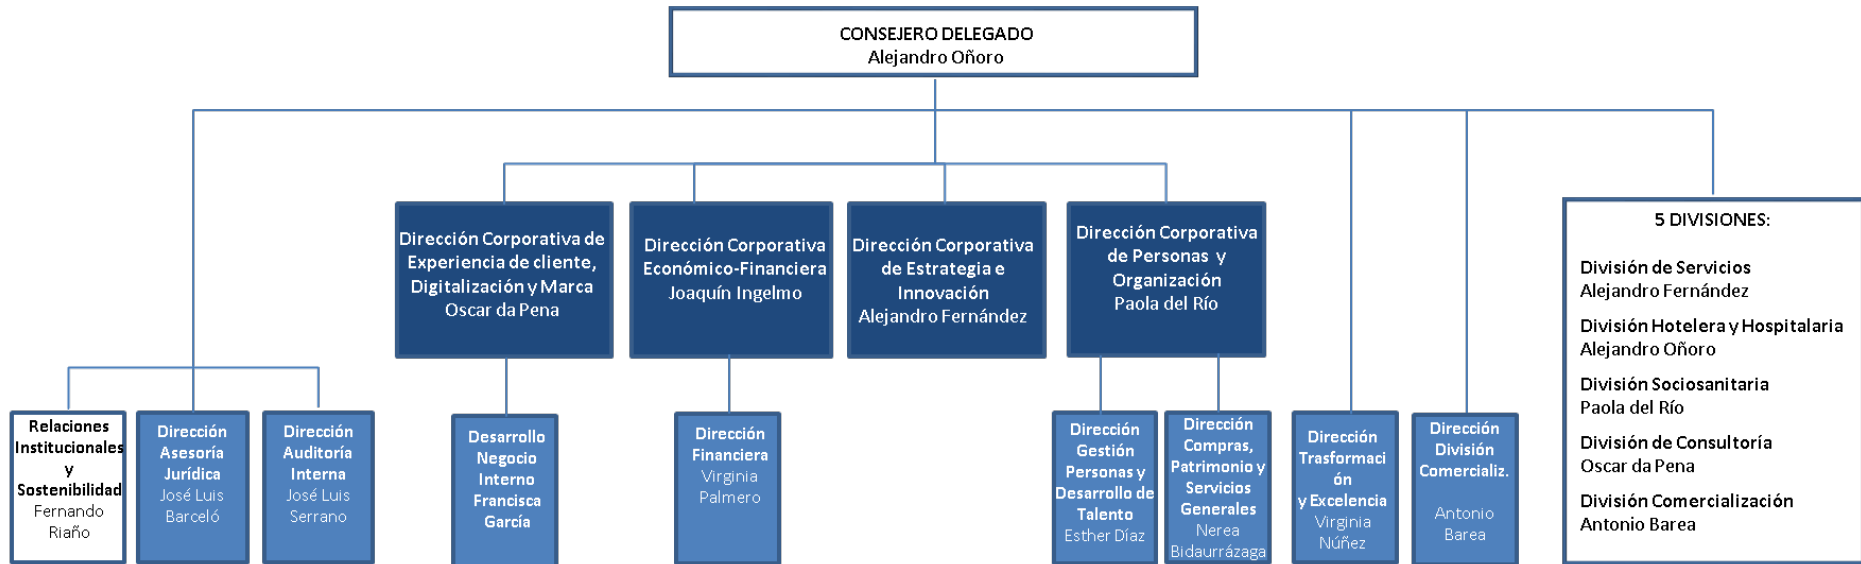 CONSEJERO DELEGADO
Alejandro Oñoro
Dirección Corporativa de
Experiencia de cliente,
Digitalización y Marca
Oscar da Pena
Dirección Corporativa
Económico-Financiera
Joaquín Ingelmo
Dirección Corporativa
de Estrategia e
Innovación
Alejandro Fernández
Dirección Corporativa
de Personas y
Organización
Paola del Río
5 DIVISIONES:
División de Servicios
Alejandro Fernández
División Hotelera y Hospitalaria
Alejandro Oñoro
División Sociosanitaria
Paola del Río
División de Consultoría
Oscar da Pena
División Comercialización
Antonio Barea
Relaciones
Institucionales
y
Sostenibilidad
Fernando
Riaño
Dirección
Asesoría
Jurídica
José Luis
Barceló
Dirección
Auditoría
Interna
José Luis
Serrano
Desarrollo
Negocio
Interno
Francisca
García
Dirección
Financiera
Virginia
Palmero
Dirección
Gestión
Personas y
Desarrollo de
Talento
Esther Díaz
Dirección
Compras,
Patrimonio y
Servicios
Generales
Nerea
Bidaurrázaga
Dirección
Trasformaci
ón
y Excelencia
Virginia
Núñez
Dirección
División
Comercializ.
Antonio
Barea